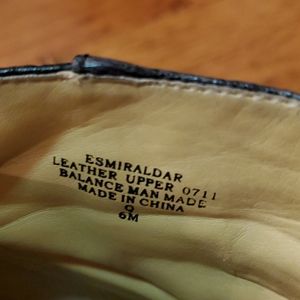 ESMIRALDAR
LEATHER UPPER 0711
BALANCE MAN MADE
MADE IN CHINA
O
6M